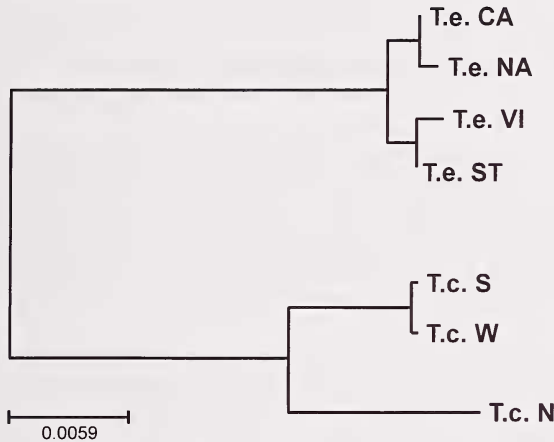 T.e. CA
T.e. NA
T.e. VI
T.e. ST
T.c. S
T.c. W
T.c. N
0.0059